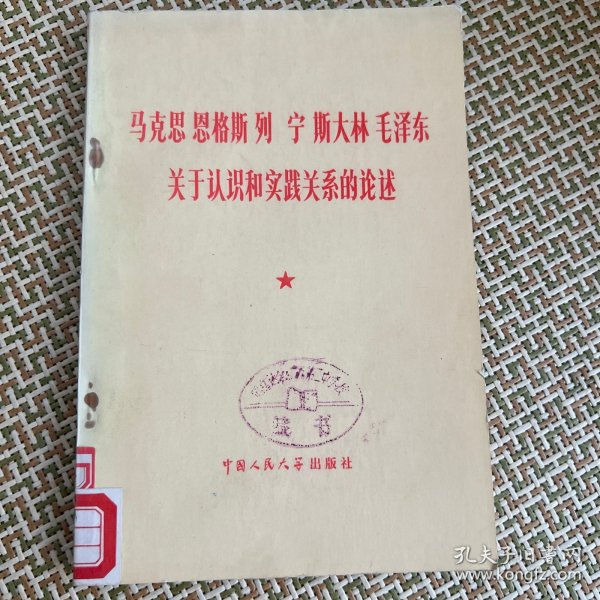 马克思 恩格斯 列 宁 斯大林 毛泽东
关于认识和实践关系的论述
读书
中国人民大学出版社
孔夫子旧书网
www.kongfz.com